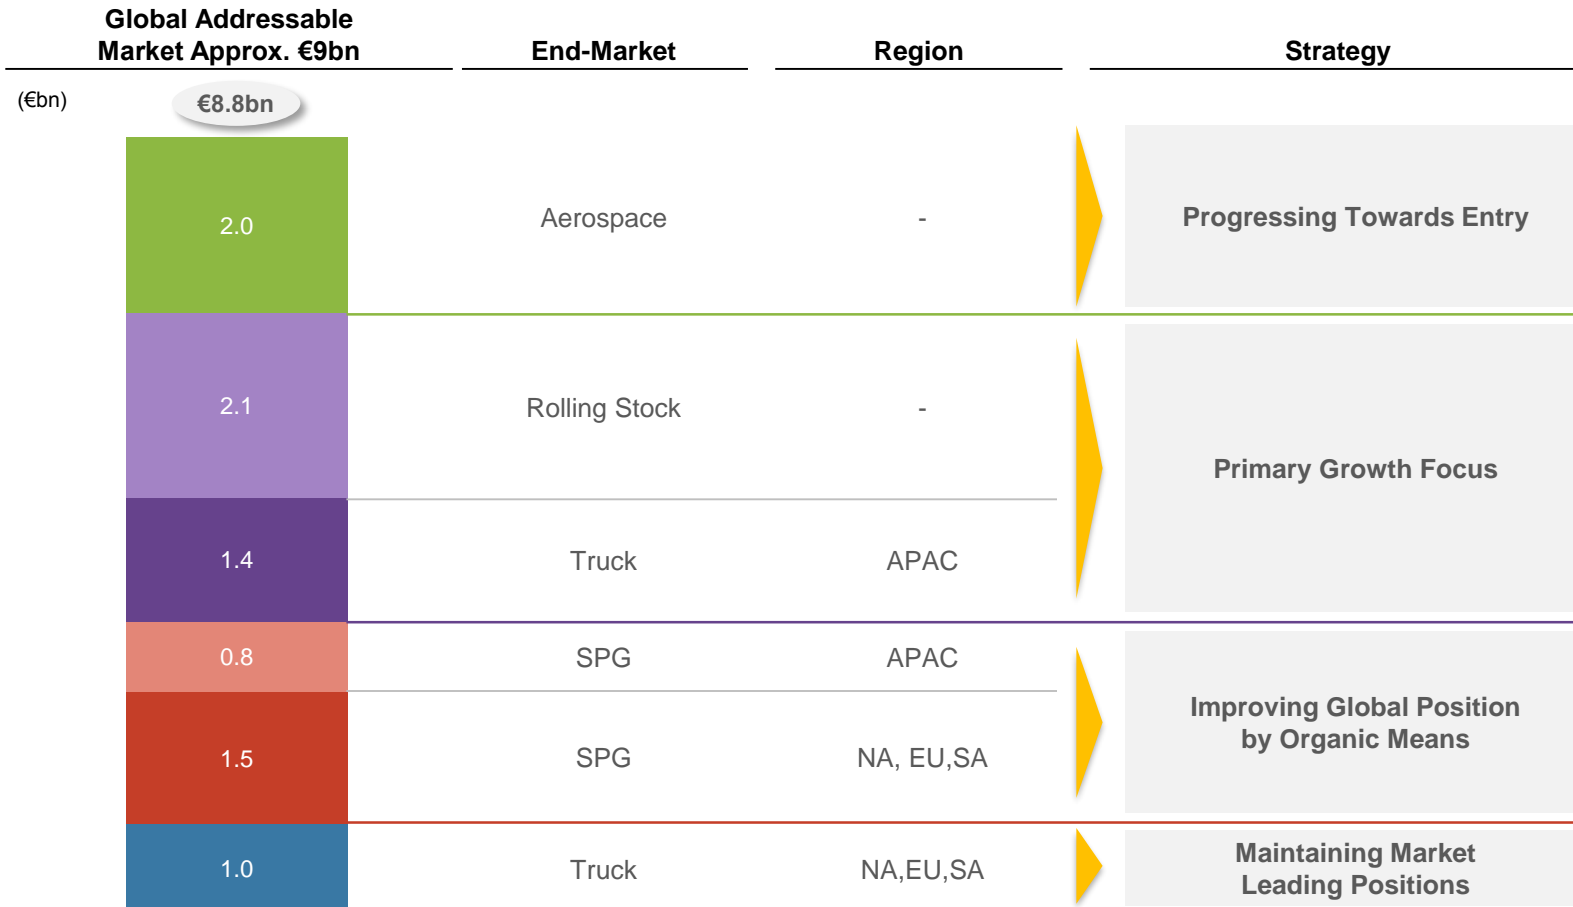 Global Addressable
Market Approx. €9bn
End-Market
Region
Strategy
(€bn)
€8.8bn
2.0
Aerospace
-
Progressing Towards Entry
2.1
Rolling Stock
-
Primary Growth Focus
1.4
Truck
APAC
0.8
SPG
APAC
Improving Global Position
by Organic Means
1.5
SPG
NA, EU,SA
1.0
Truck
NA,EU,SA
Maintaining Market
Leading Positions